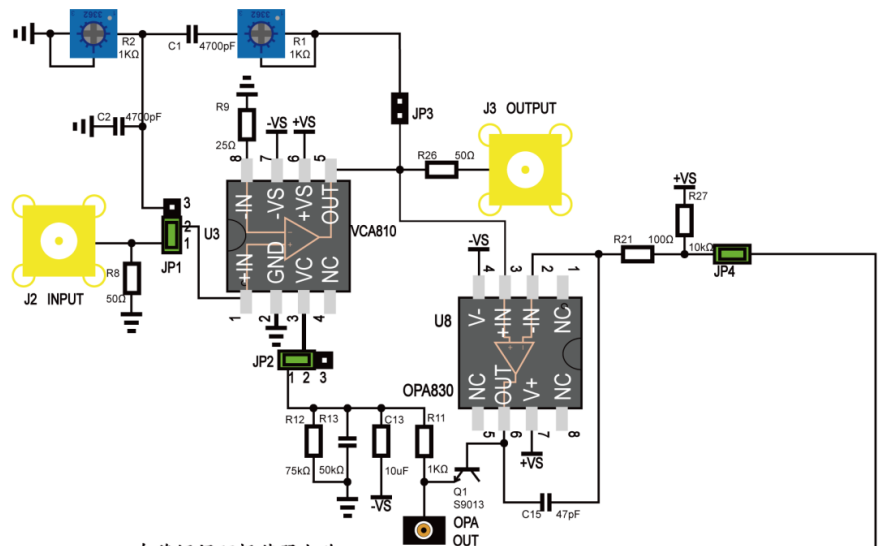 3362
R2
1KΩ
C1
4700pF
3362
R1
1KΩ
C2
4700pF
R9
25Ω
-VS
+VS
JP3
J3 OUTPUT
R26
50Ω
8
7
6
5
-IN
-VS
+VS
OUT
U3
VCA810
+IN
GND
VC
NC
1
2
3
4
3
2
1
JP1
J2 INPUT
R8
50Ω
+VS
R27
10kΩ
R21
100Ω
JP4
-VS
4
3
2
1
U8
V-
+IN
-IN
NC
OPA830
NC
OUT
V+
NC
5
6
7
8
+VS
JP2
1
2
3
R12
75kΩ
R13
50kΩ
C13
10uF
-VS
R11
1KΩ
Q1
S9013
C15
47pF
OPA
OUT